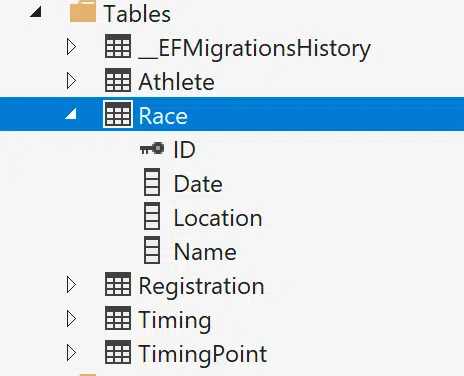 Tables
__EFMigrationsHistory
Athlete
Race
ID
Date
Location
Name
Registration
Timing
TimingPoint